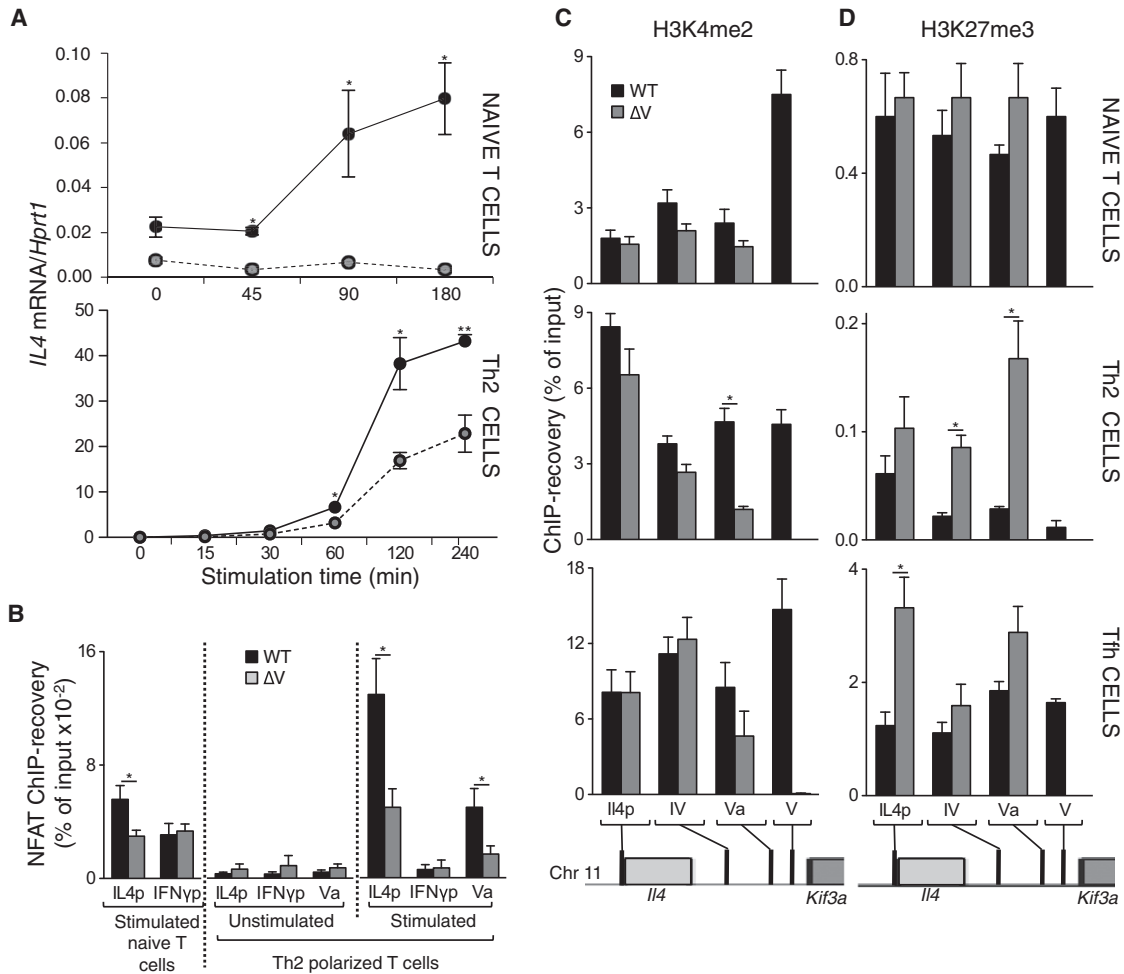 A
0.10
0.08
0.06
0.04
0.02
0.00
*
*
*
0 45 90 180
NAIVE T CELLS
IL4 mRNA/Hprt1
50
40
30
20
10
0
*
*
**
0 15 30 60 120 240
Th2 CELLS
Stimulation time (min)
B
NFAT ChIP-recovery
(% of input x10-2)
16
8
0
WT
ΔV
*
*
*
IL4p IFNγp IL4p IFNγp Va IL4p IFNγp Va
Stimulated
naive T
cells
Unstimulated
Stimulated
Th2 polarized T cells
C
H3K4me2
ChIP-recovery (% of input)
9
6
3
0
WT
ΔV
9
6
3
0
*
18
12
6
0
Il4p IV Va V
Chr 11
Il4
Kif3a
D
H3K27me3
0.8
0.4
0.0
NAIVE T CELLS
0.2
0.1
0.0
*
*
Th2 CELLS
4
2
0
*
Tfh CELLS
IL4p IV Va V
Il4
Kif3a